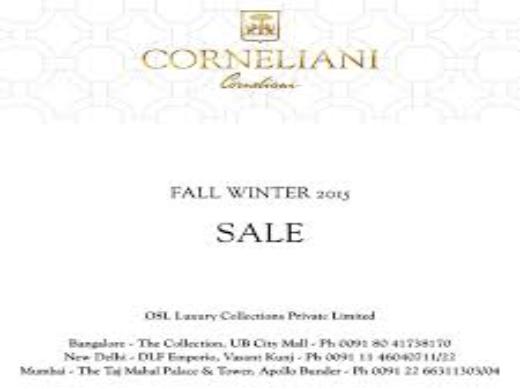 CORNELIANI
Corneliani
FALL WINTER 2015
SALE
OSL Luxury Collections Private Limited
Bangalore - The Collection, UB City Mall - Ph 0091 80 41738170
New Delhi - DLF Emporio, Vasant Kunj - Ph 0091 11 46040711/22
Mumbai - The Taj Mahal Palace & Tower, Apollo Bunder - Ph 0091 22 66311303/04